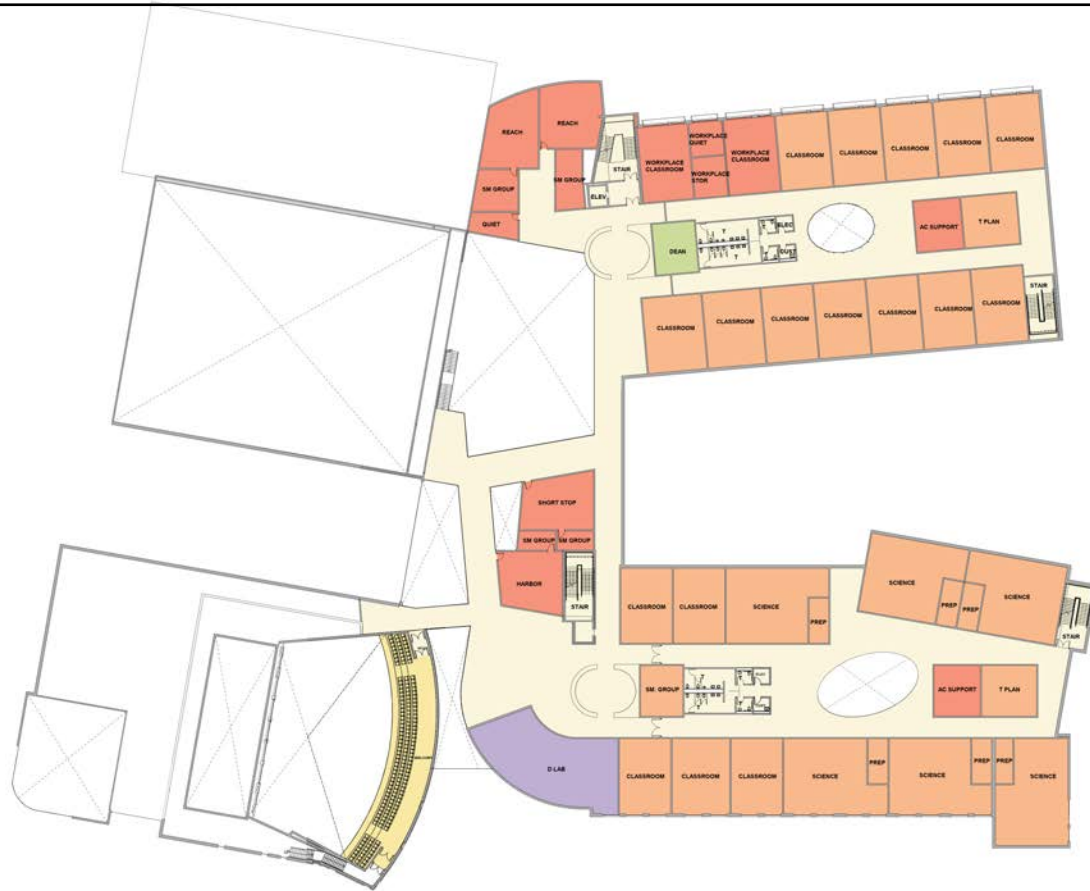 REACH
REACH
SM GROUP
SM GROUP
QUIET
STAIR
ELEV
WORKPLACE
CLASSROOM
WORKPLACE
QUIET
WORKPLACE
STOR
WORKPLACE
CLASSROOM
CLASSROOM
CLASSROOM
CLASSROOM
CLASSROOM
CLASSROOM
DEAN
T
T
ELEC
CUST
AC SUPPORT
T PLAN
STAIR
CLASSROOM
CLASSROOM
CLASSROOM
CLASSROOM
CLASSROOM
CLASSROOM
CLASSROOM
SHORT STOP
SM GROUP
SM GROUP
HARBOR
STAIR
CLASSROOM
CLASSROOM
SCIENCE
PREP
SCIENCE
PREP
PREP
SCIENCE
STAIR
SM. GROUP
AC SUPPORT
T PLAN
D LAB
CLASSROOM
CLASSROOM
CLASSROOM
SCIENCE
PREP
SCIENCE
PREP
PREP
SCIENCE